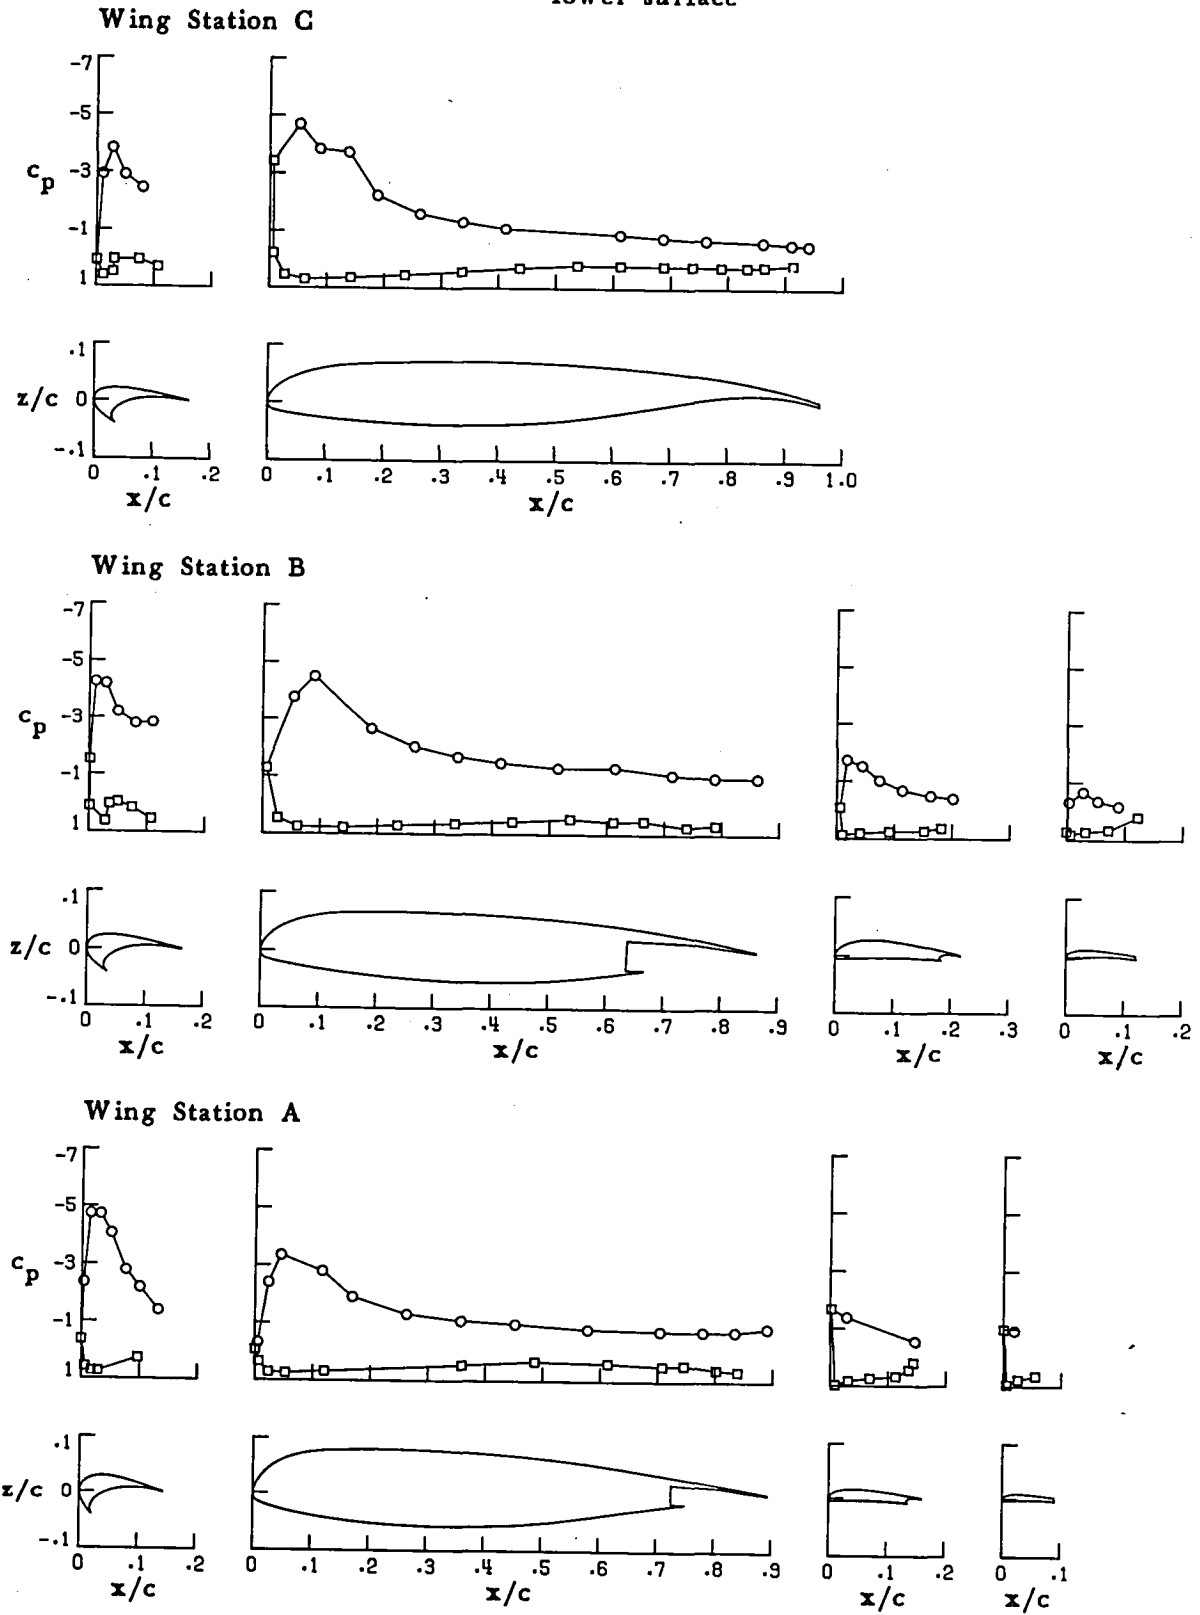 lower surface
Wing Station C
-7
-5
c_p -3
-1
1
.1
z/c 0
-.1
0 .1 .2 0 .1 .2 .3 .4 .5 .6 .7 .8 .9 1.0
x/c x/c
Wing Station B
-7
-5
c_p -3
-1
1
.1
z/c 0
-.1
0 .1 .2 0 .1 .2 .3 .4 .5 .6 .7 .8 .9 0 .1 .2 .3 0 .1 .2
x/c x/c x/c x/c
Wing Station A
-7
-5
c_p -3
-1
1
.1
z/c 0
-.1
0 .1 .2 0 .1 .2 .3 .4 .5 .6 .7 .8 .9 0 .1 .2 0 .1
x/c x/c x/c x/c